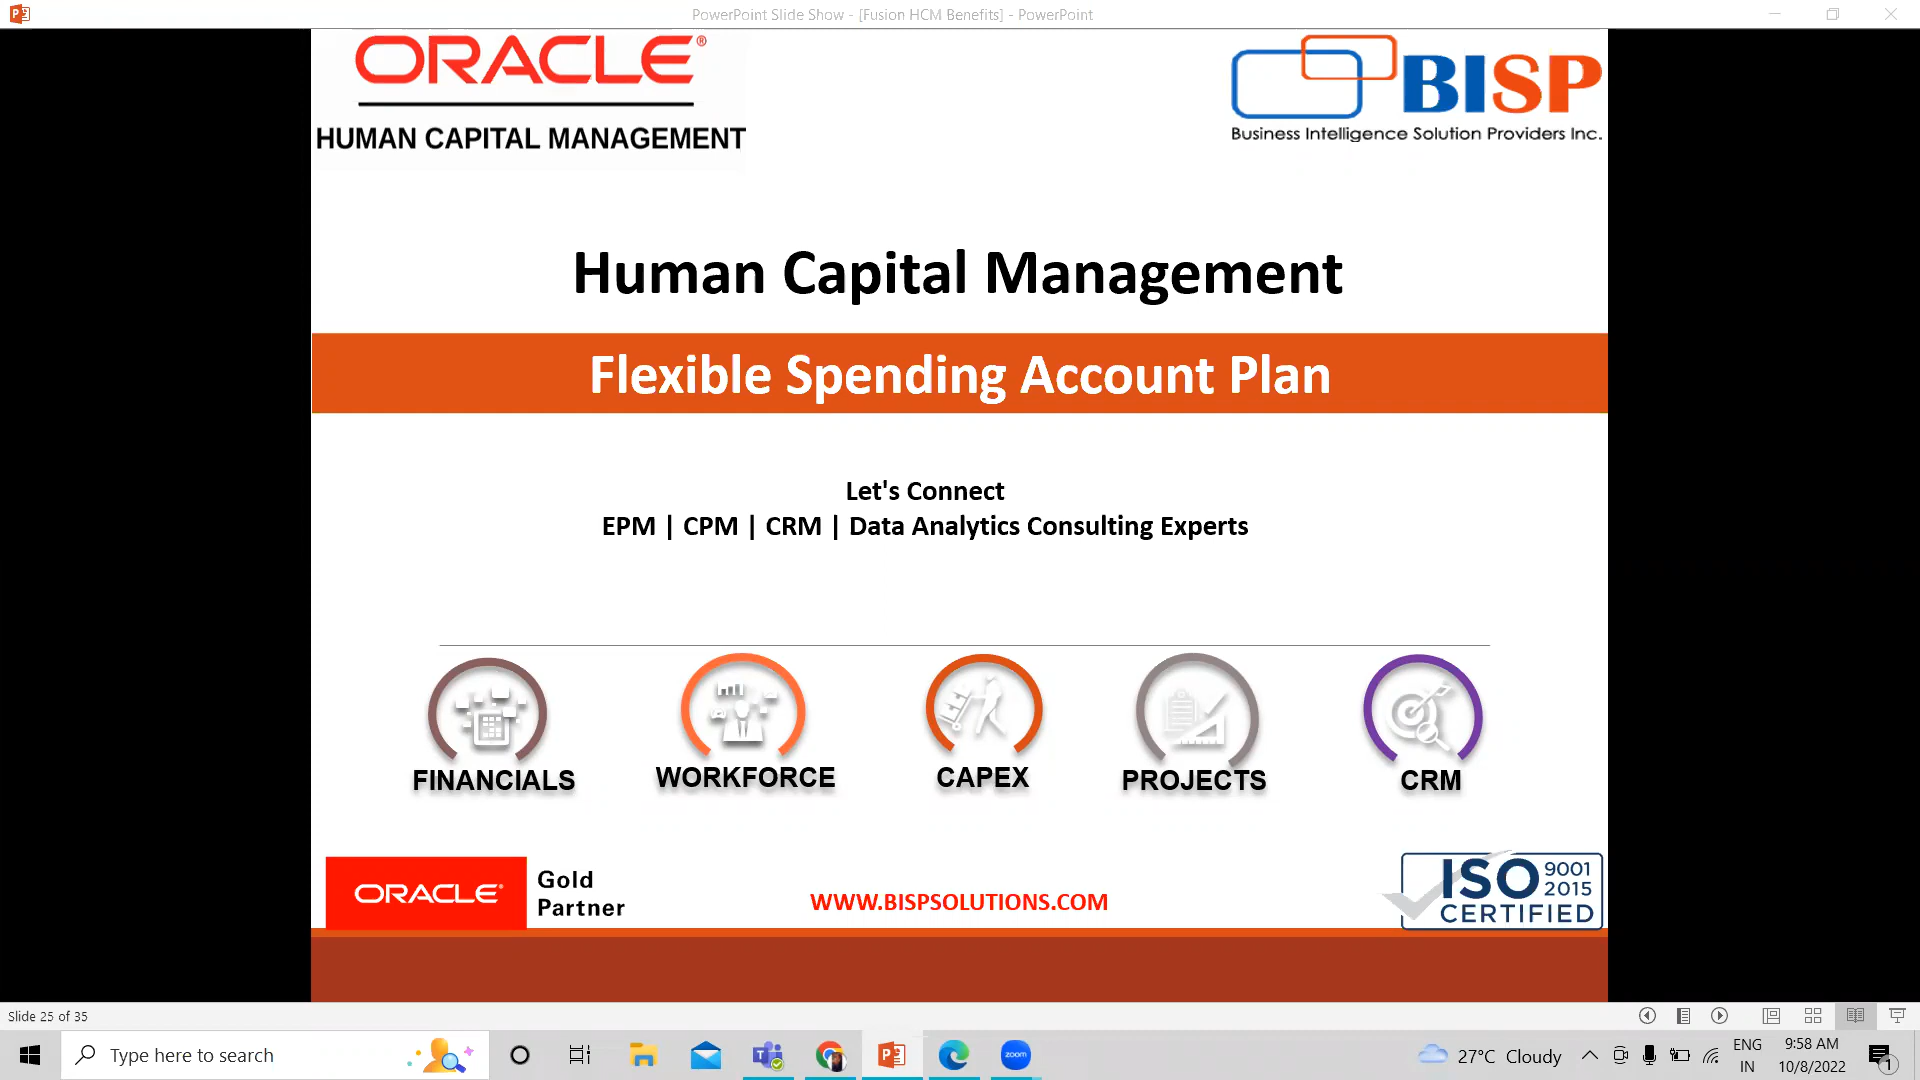 PowerPoint Slide Show - [Fusion HCM Benefits] - PowerPoint
ORACLE®
HUMAN CAPITAL MANAGEMENT
BISP
Business Intelligence Solution Providers Inc.
Human Capital Management
Flexible Spending Account Plan
Let's Connect
EPM | CPM | CRM | Data Analytics Consulting Experts
FINANCIALS
WORKFORCE
CAPEX
PROJECTS
CRM
ORACLE
Gold
Partner
WWW.BISPSOLUTIONS.COM
ISO 9001
2015
CERTIFIED
Slide 25 of 35
Type here to search
zoom
27°C Cloudy
ENG
IN
9:58 AM
10/8/2022
1